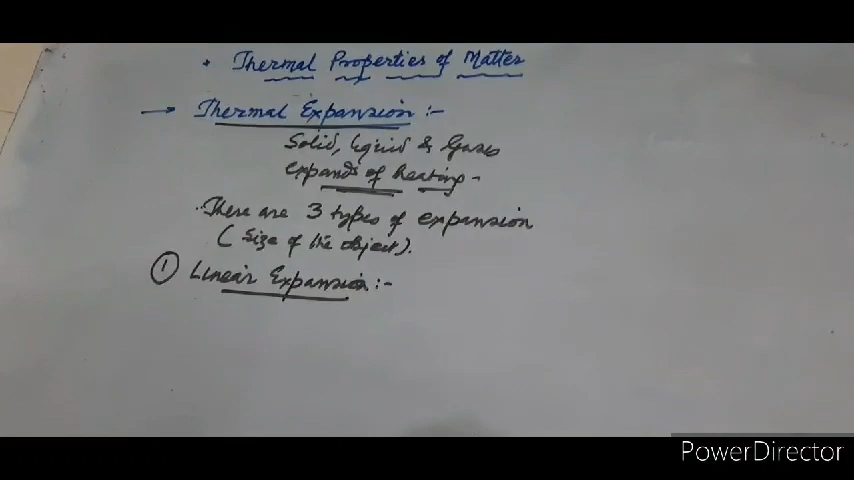 • Thermal Properties of Matter
→ Thermal Expansion :-
Solid, liquid & Gases
expands of heating -
There are 3 types of expansion
( Size of the object).
① Linear Expansion :-
PowerDirector